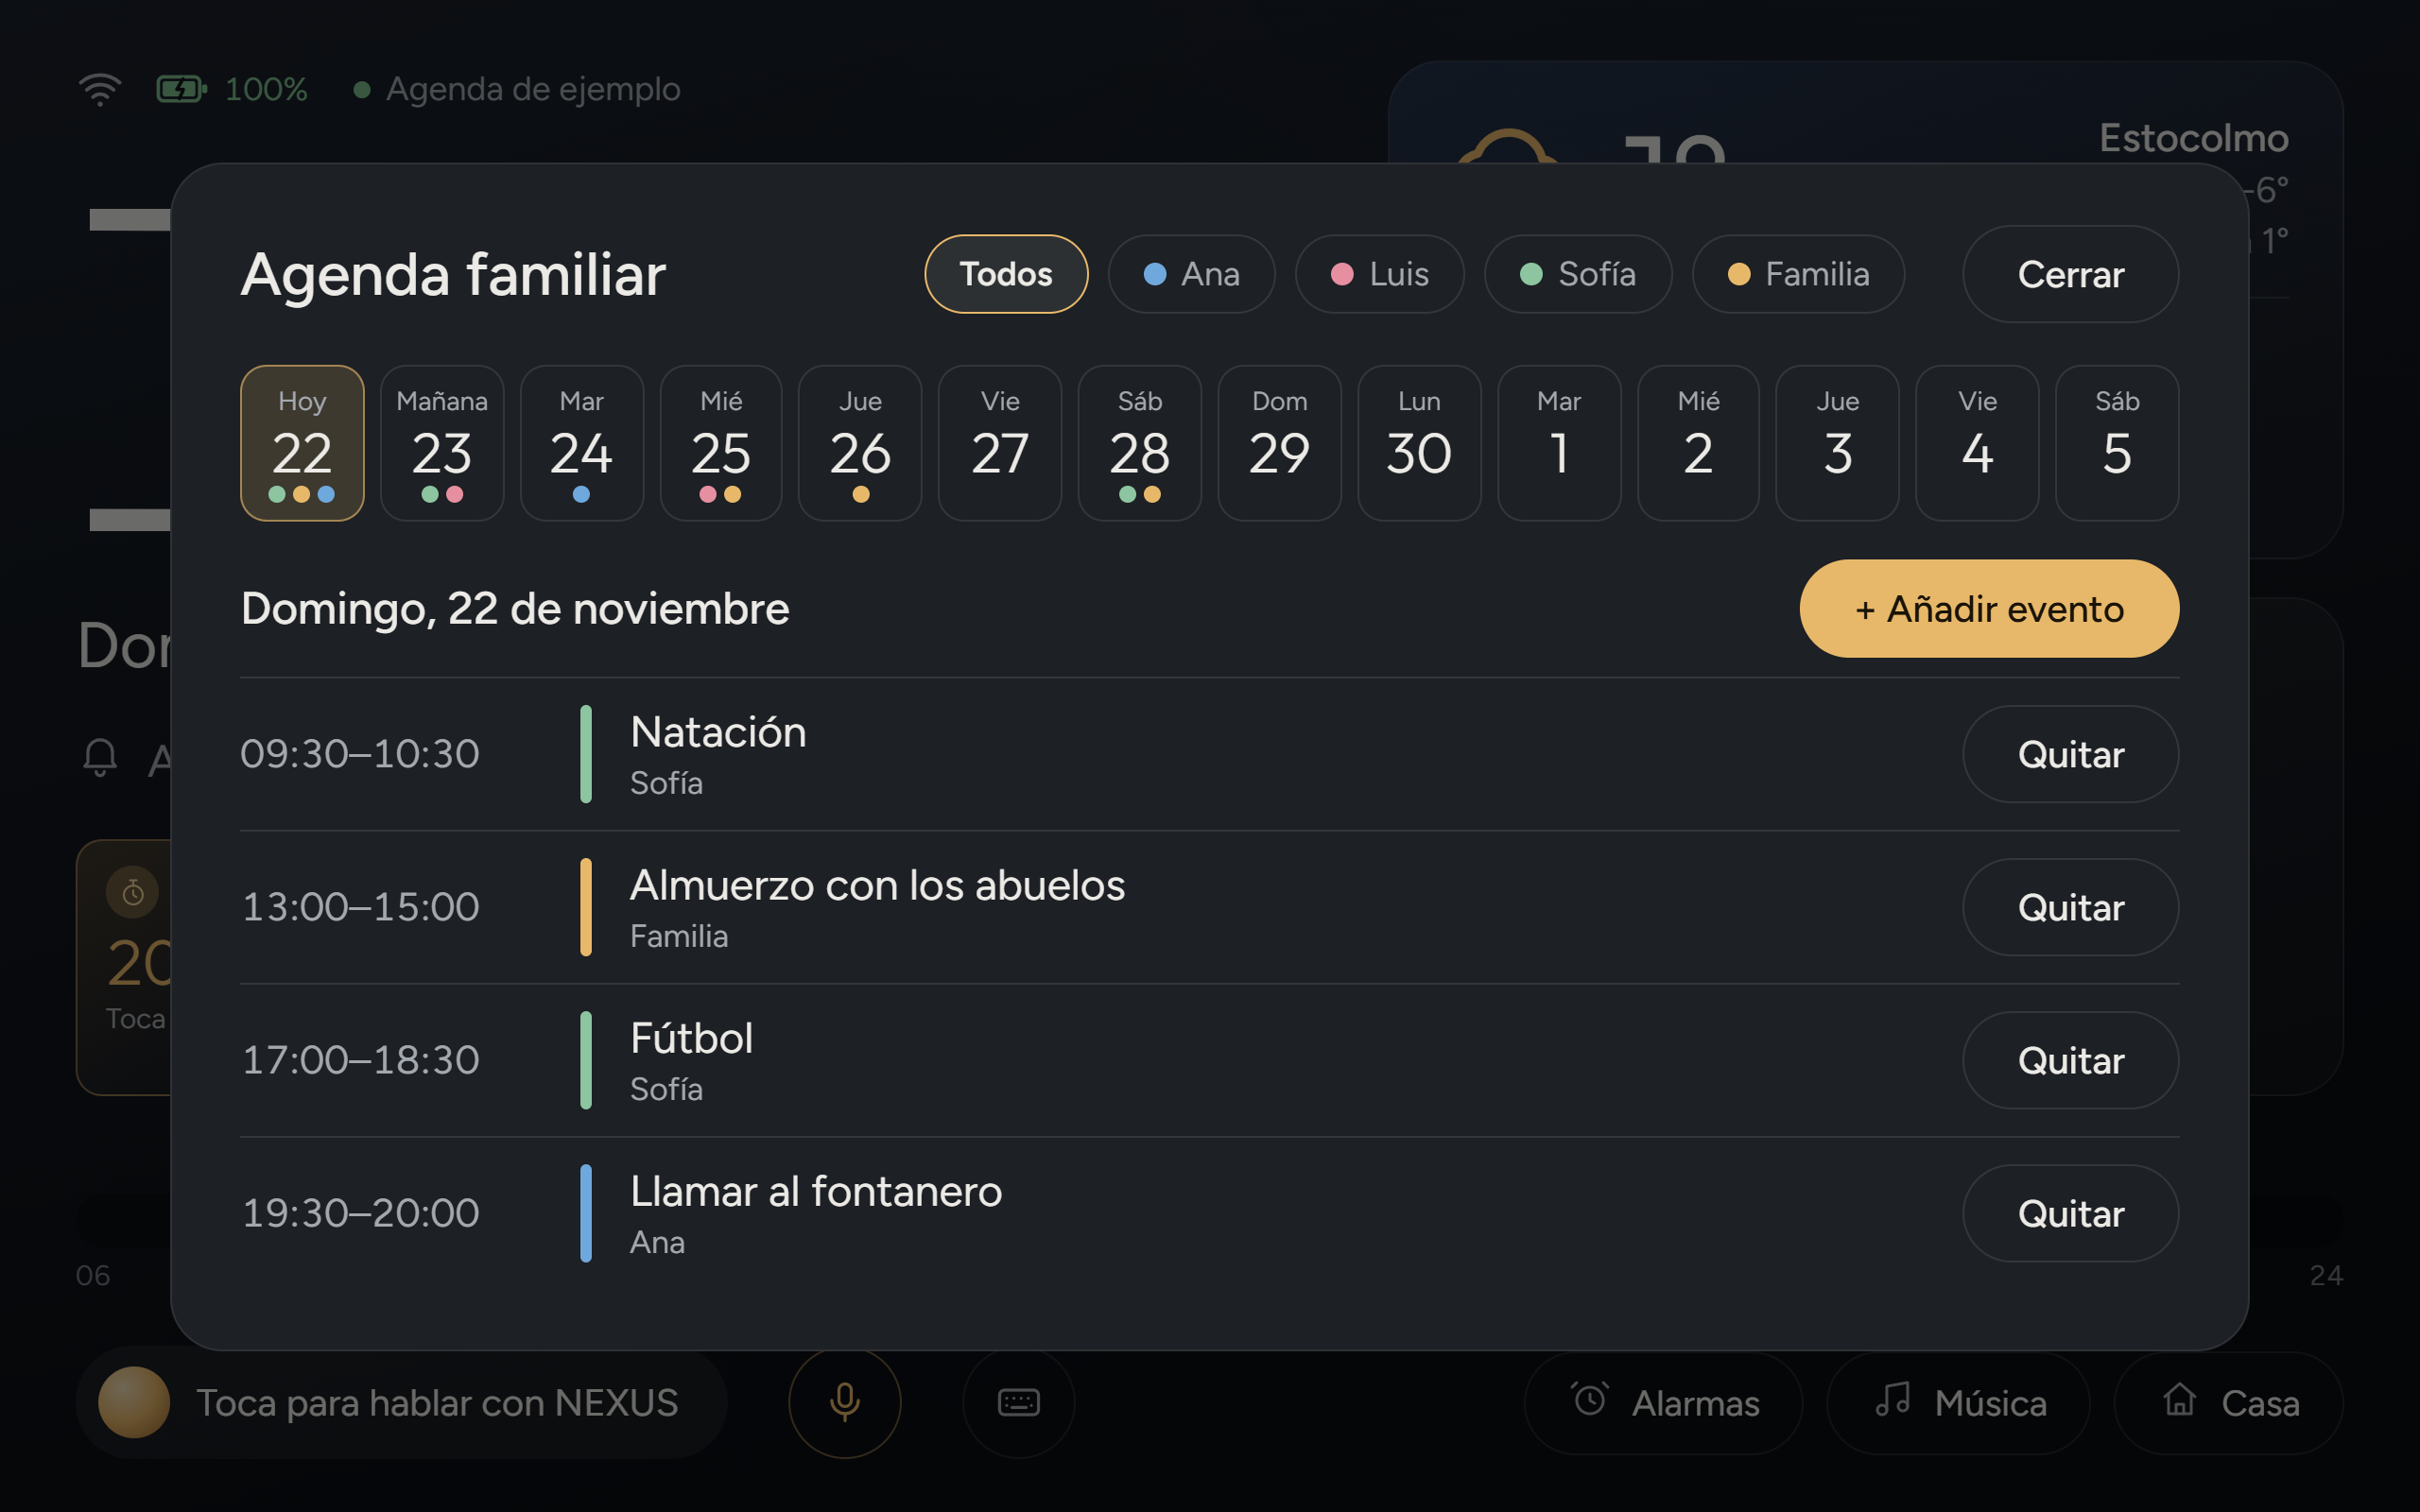 100%
Agenda de ejemplo
Estocolmo
-6°
1°
Agenda familiar
Todos
Ana
Luis
Sofía
Familia
Cerrar
Hoy
22
Mañana
23
Mar
24
Mié
25
Jue
26
Vie
27
Sáb
28
Dom
29
Lun
30
Mar
1
Mié
2
Jue
3
Vie
4
Sáb
5
Domingo, 22 de noviembre
+ Añadir evento
09:30–10:30
Natación
Sofía
Quitar
13:00–15:00
Almuerzo con los abuelos
Familia
Quitar
17:00–18:30
Fútbol
Sofía
Quitar
19:30–20:00
Llamar al fontanero
Ana
Quitar
Toca
06
24
Toca para hablar con NEXUS
Alarmas
Música
Casa